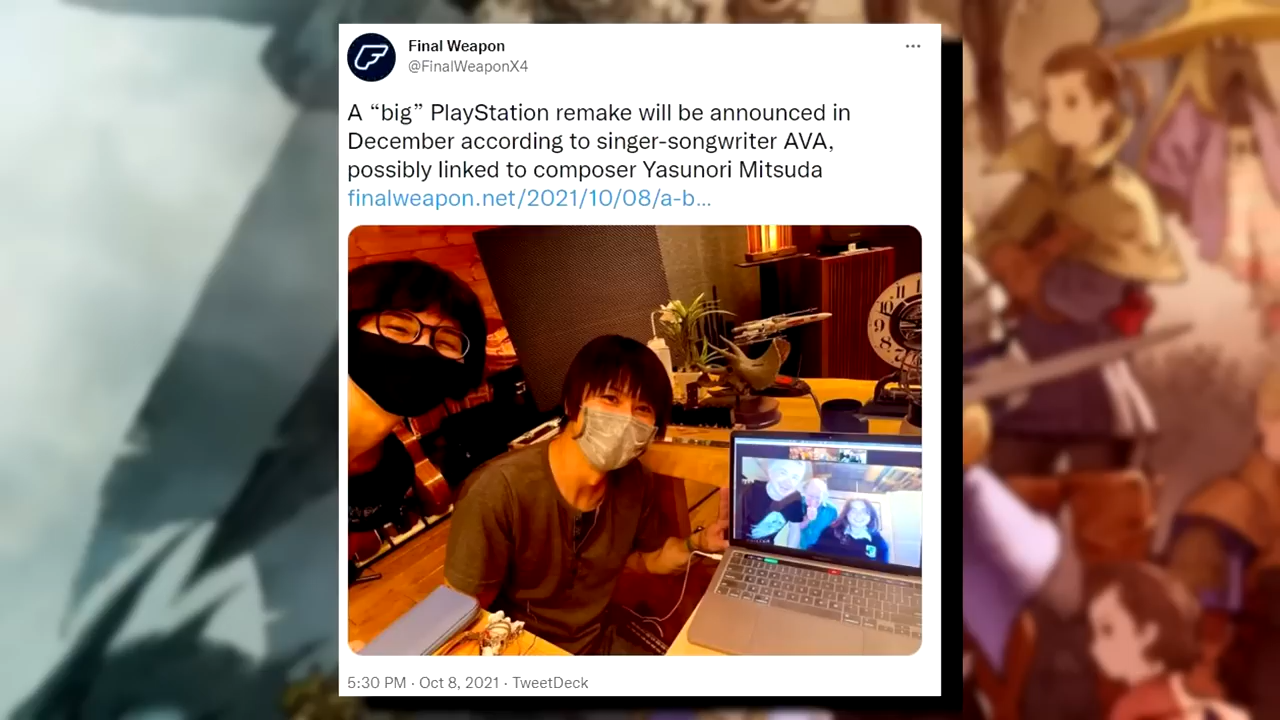 Final Weapon
@FinalWeaponX4
A “big” PlayStation remake will be announced in
December according to singer-songwriter AVA,
possibly linked to composer Yasunori Mitsuda
finalweapon.net/2021/10/08/a-b...
5:30 PM · Oct 8, 2021 · TweetDeck